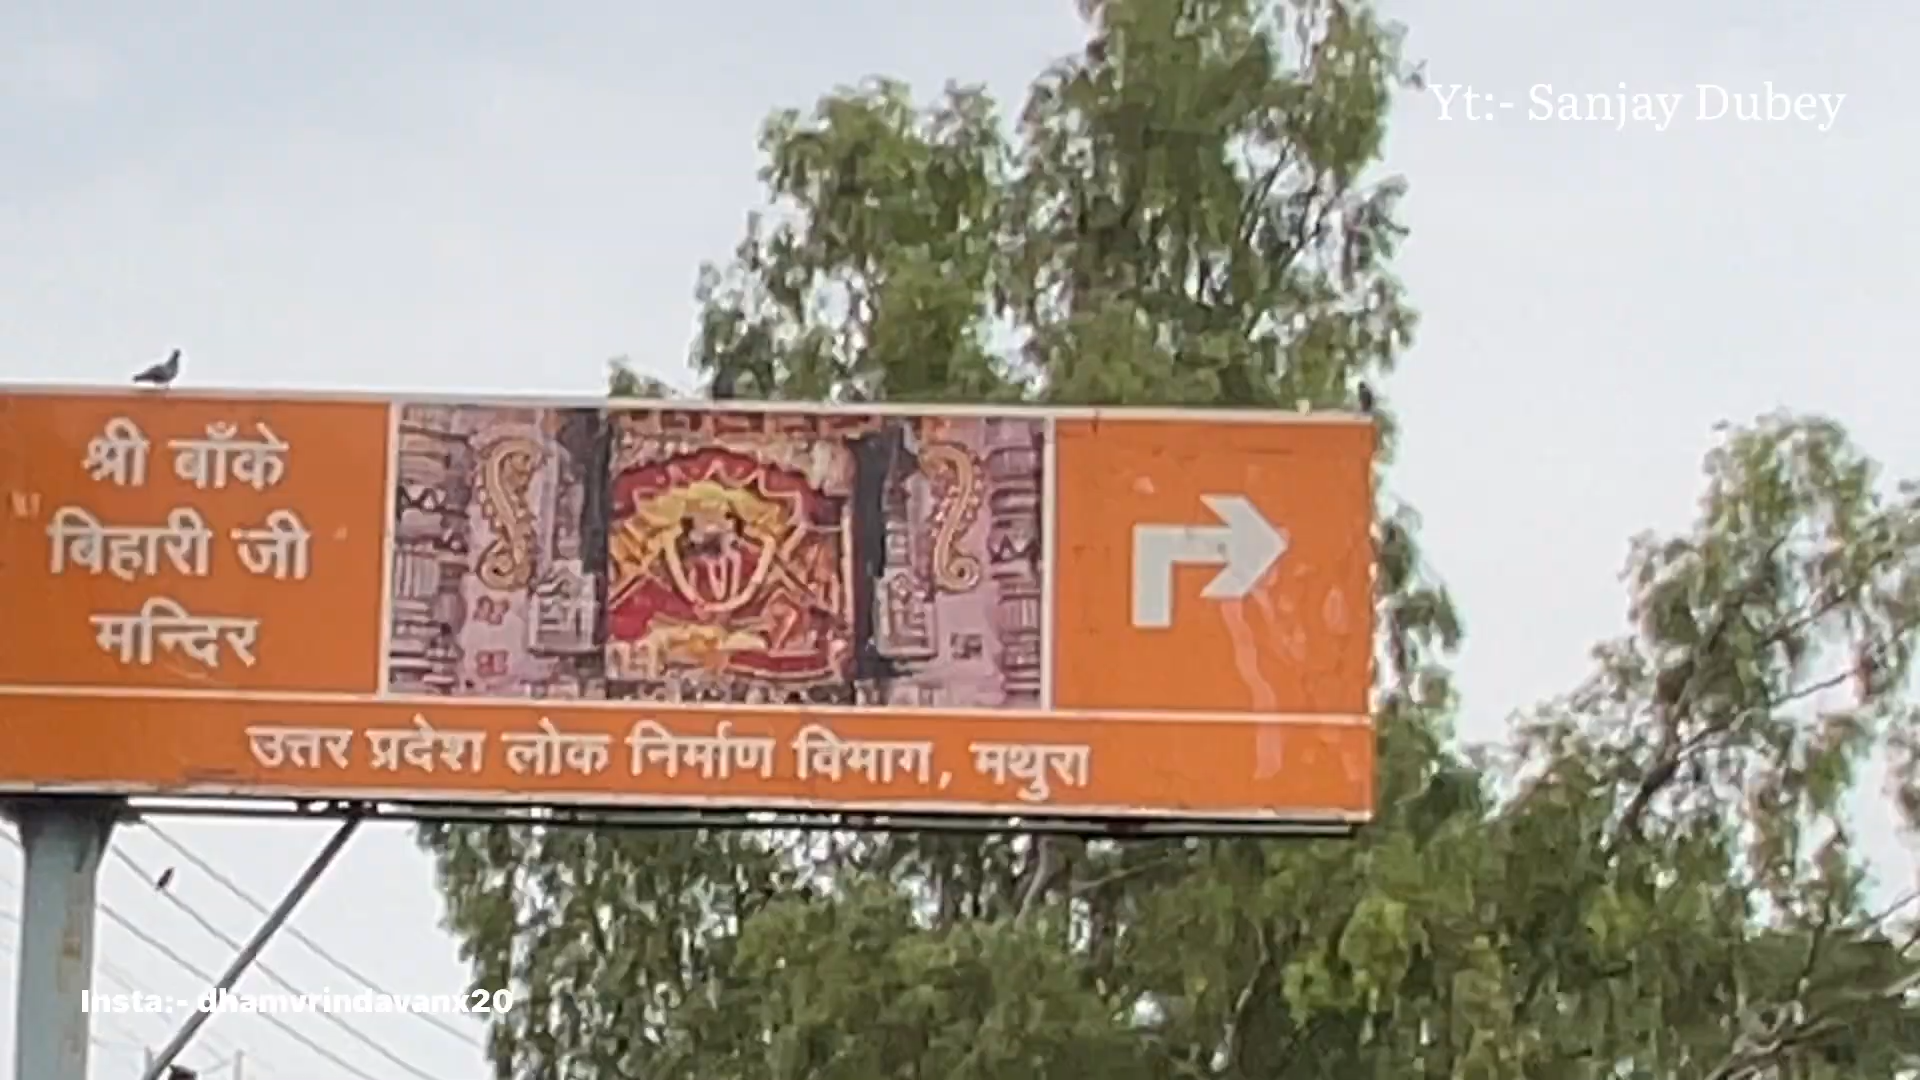 Yt:- Sanjay Dubey
श्री बाँके
बिहारी जी
मन्दिर
उत्तर प्रदेश लोक निर्माण विभाग, मथुरा
Insta:- dhamvrindavanx20